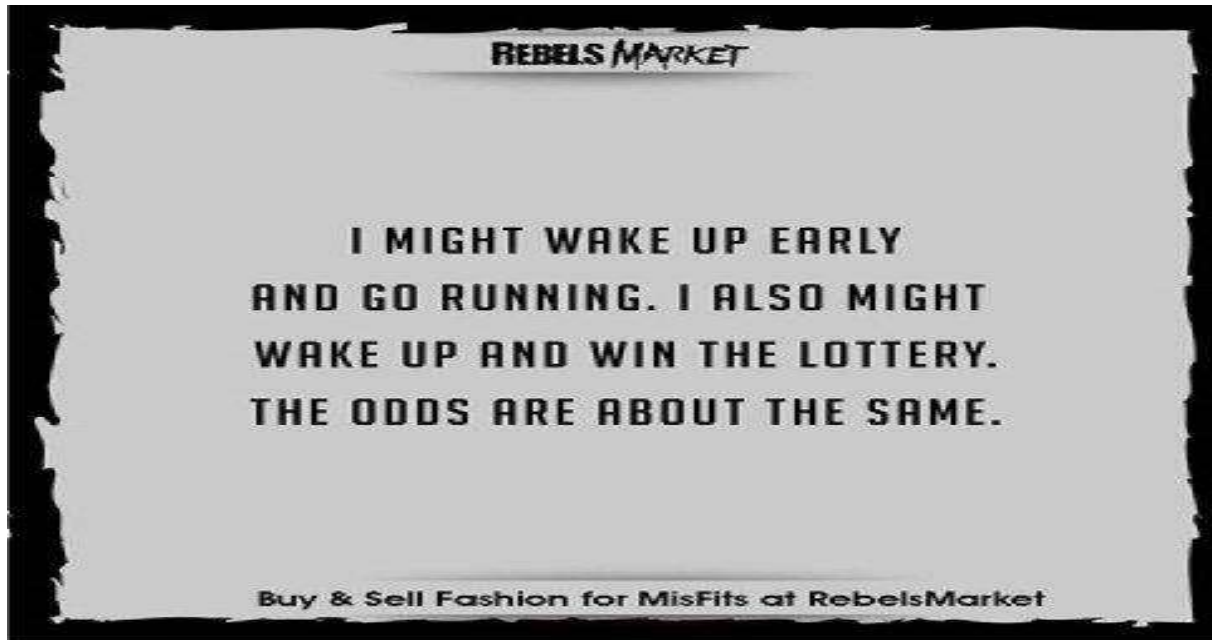 REBELS MARKET
I MIGHT WAKE UP EARLY
AND GO RUNNING. I ALSO MIGHT
WAKE UP AND WIN THE LOTTERY.
THE ODDS ARE ABOUT THE SAME.
Buy & Sell Fashion for MisFits at RebelsMarket